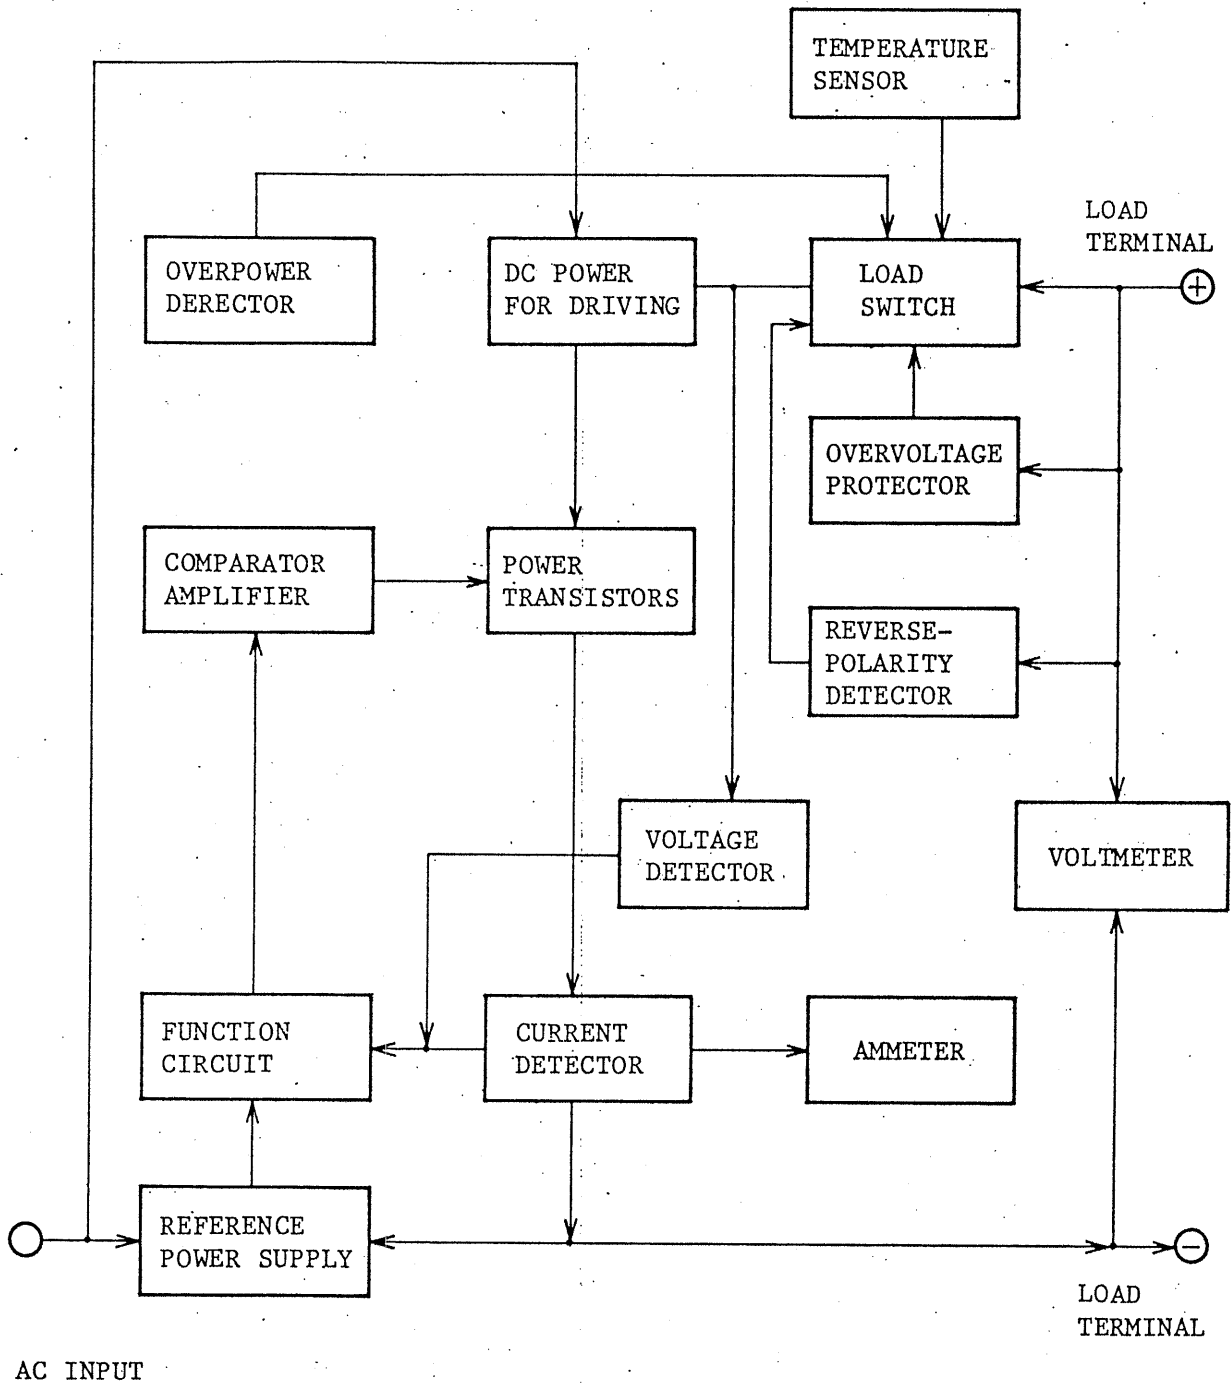 TEMPERATURE
SENSOR
LOAD
TERMINAL
+
OVERPOWER
DERECTOR
DC POWER
FOR DRIVING
LOAD
SWITCH
OVERVOLTAGE
PROTECTOR
COMPARATOR
AMPLIFIER
POWER
TRANSISTORS
REVERSE-
POLARITY
DETECTOR
VOLTAGE
DETECTOR
VOLTMETER
FUNCTION
CIRCUIT
CURRENT
DETECTOR
AMMETER
REFERENCE
POWER SUPPLY
−
LOAD
TERMINAL
AC INPUT